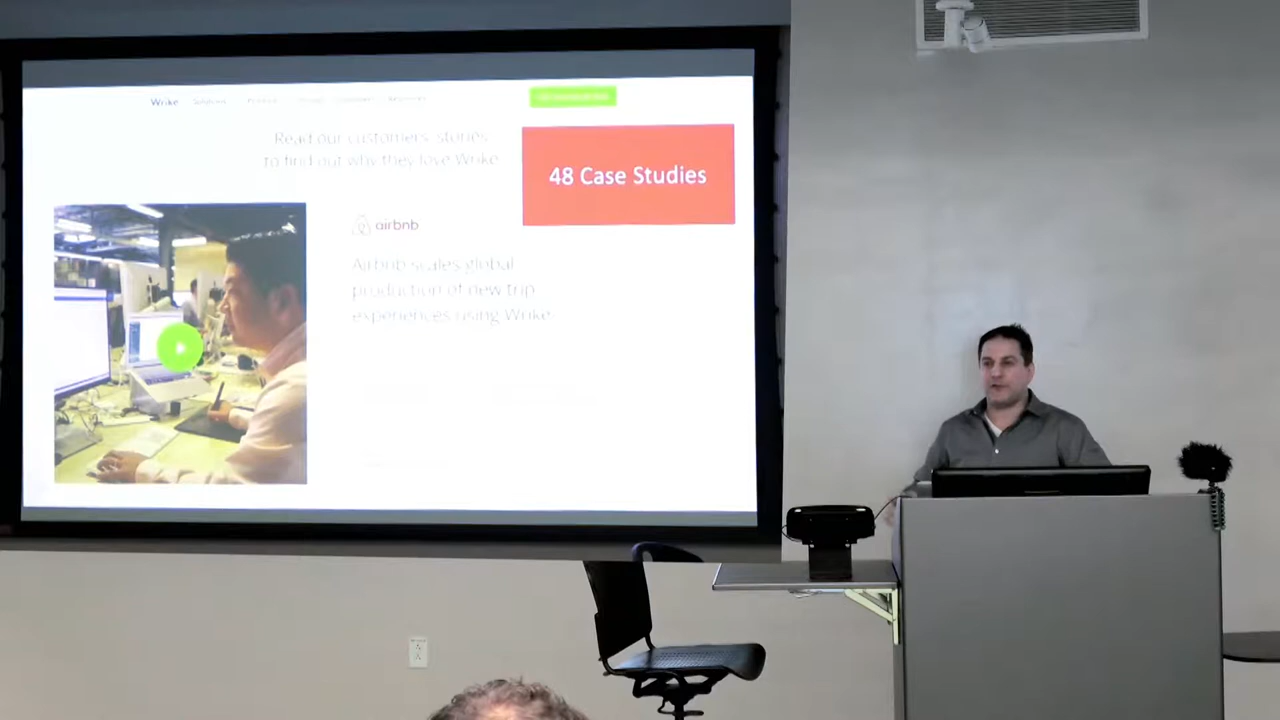 Wrike Solutions
Read our customers' stories
to find out why they love Wrike
48 Case Studies
airbnb
Airbnb scales global
production of new trip
experiences using Wrike